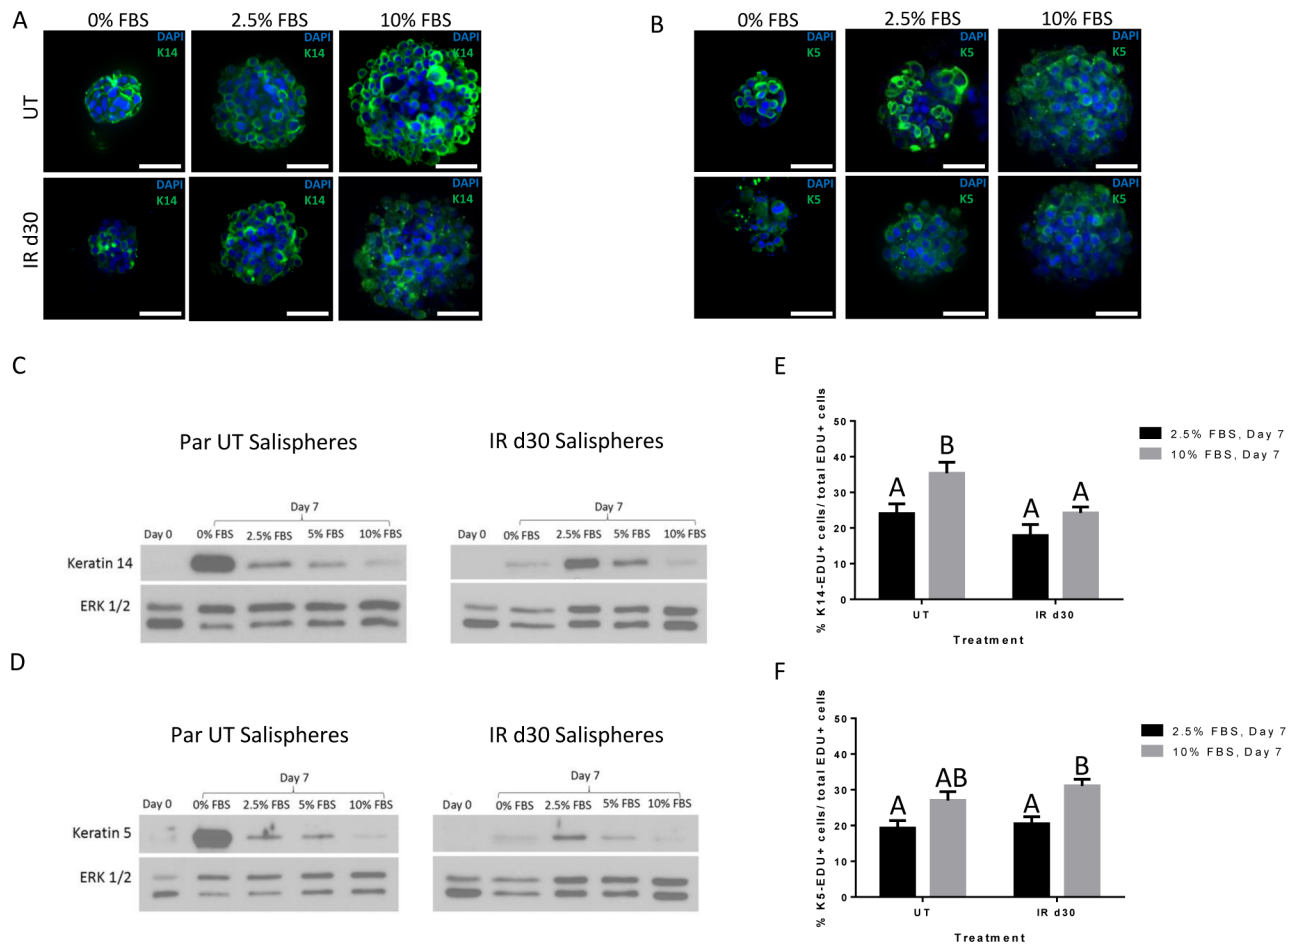 A
0% FBS 2.5% FBS 10% FBS
UT
DAPI
K14
DAPI
K14
DAPI
K14
IR d30
DAPI
K14
DAPI
K14
DAPI
K14
B
0% FBS 2.5% FBS 10% FBS
DAPI
K5
DAPI
K5
DAPI
K5
DAPI
K5
DAPI
K5
DAPI
K5
C
Par UT Salispheres
Day 7
Day 0 0% FBS 2.5% FBS 5% FBS 10% FBS
Keratin 14
ERK 1/2
IR d30 Salispheres
Day 7
Day 0 0% FBS 2.5% FBS 5% FBS 10% FBS
D
Par UT Salispheres
Day 7
Day 0 0% FBS 2.5% FBS 5% FBS 10% FBS
Keratin 5
ERK 1/2
IR d30 Salispheres
Day 7
Day 0 0% FBS 2.5% FBS 5% FBS 10% FBS
E
% K14-EDU+ cells/ total EDU+ cells
50
40
30
20
10
0
A B A A
UT IR d30
Treatment
2.5% FBS, Day 7
10% FBS, Day 7
F
% K5-EDU+ cells/ total EDU+ cells
50
40
30
20
10
0
A AB A B
UT IR d30
Treatment
2.5% FBS, Day 7
10% FBS, Day 7